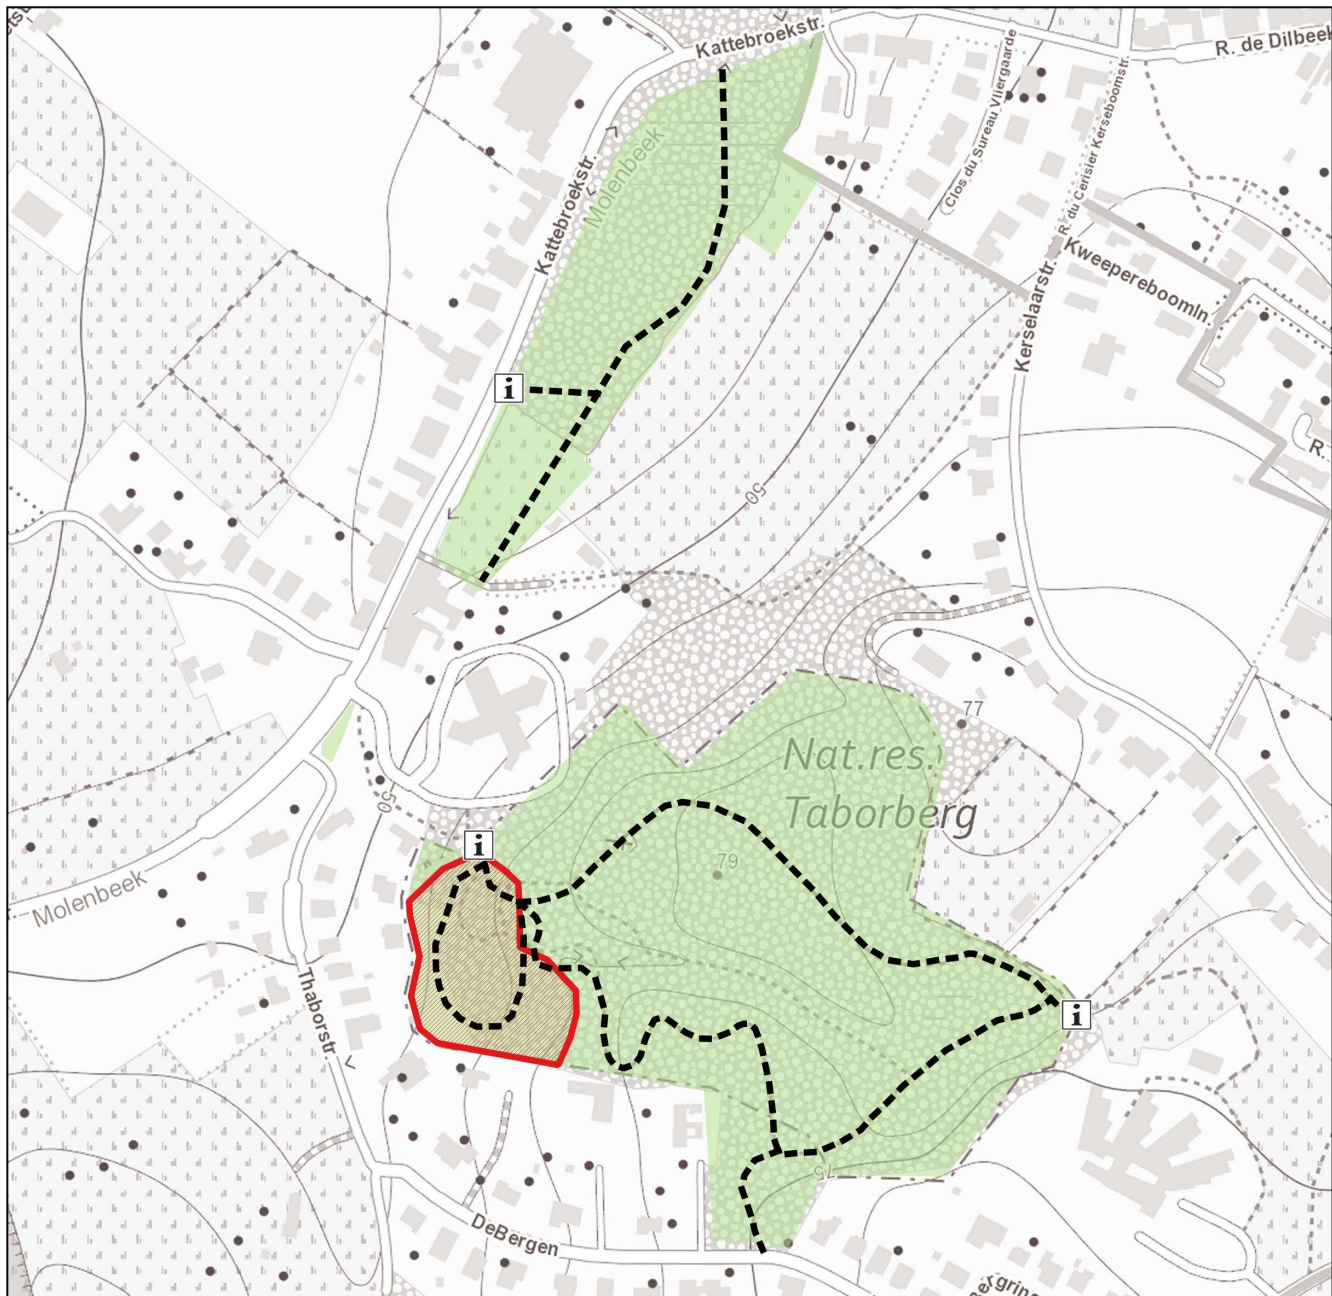 Kattebroekstr.
R. de Dilbeek
Clos du Sureau Vliergaarde
R. du Cerisier Kerseboomstr.
Molenbeek
Kattebroekstr.
Kweepereboomln.
Kerselaarstr.
i
R.
50
77
Nat.res.
Taborberg
50
i
79
Molenbeek
Thaborstr
i
DeBergen